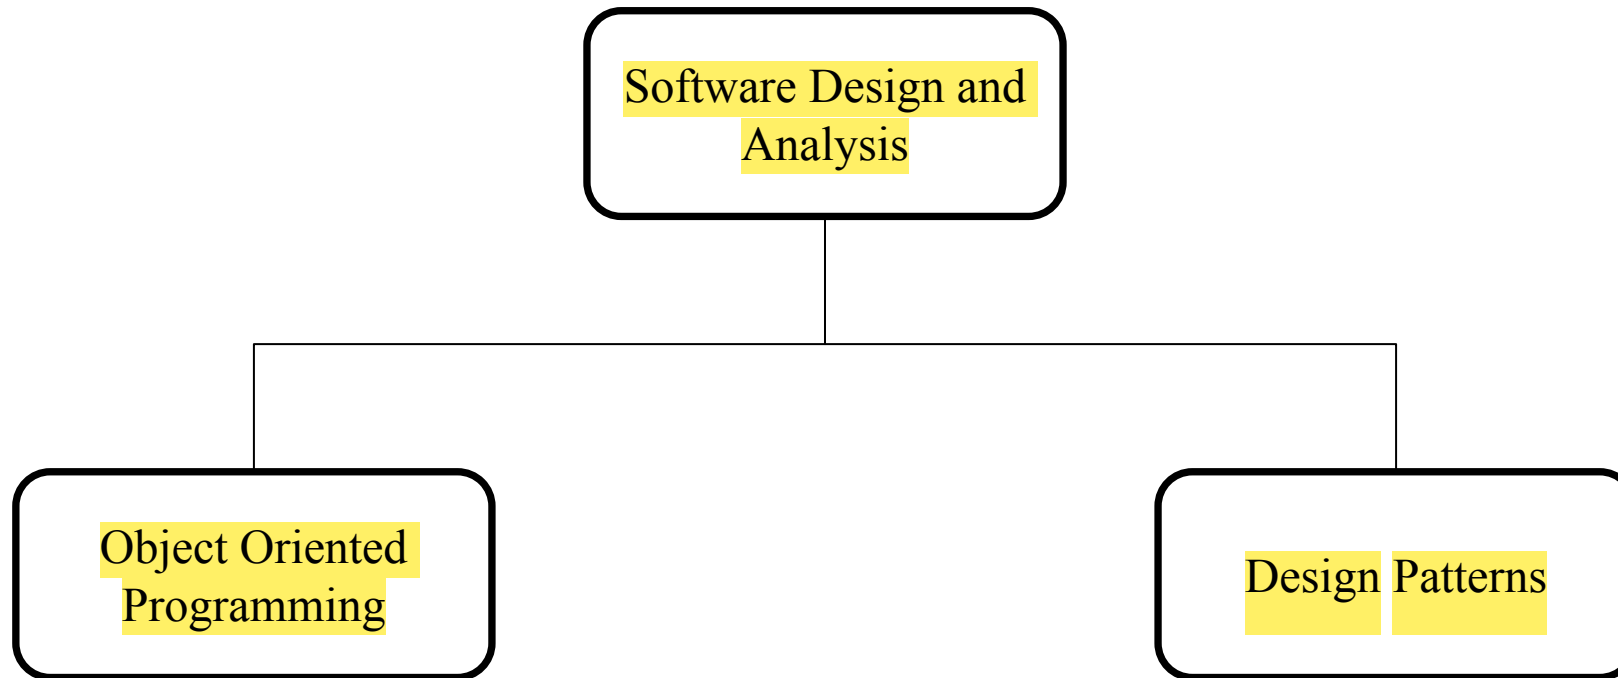 Software Design and
Analysis
Object Oriented
Programming
Design Patterns